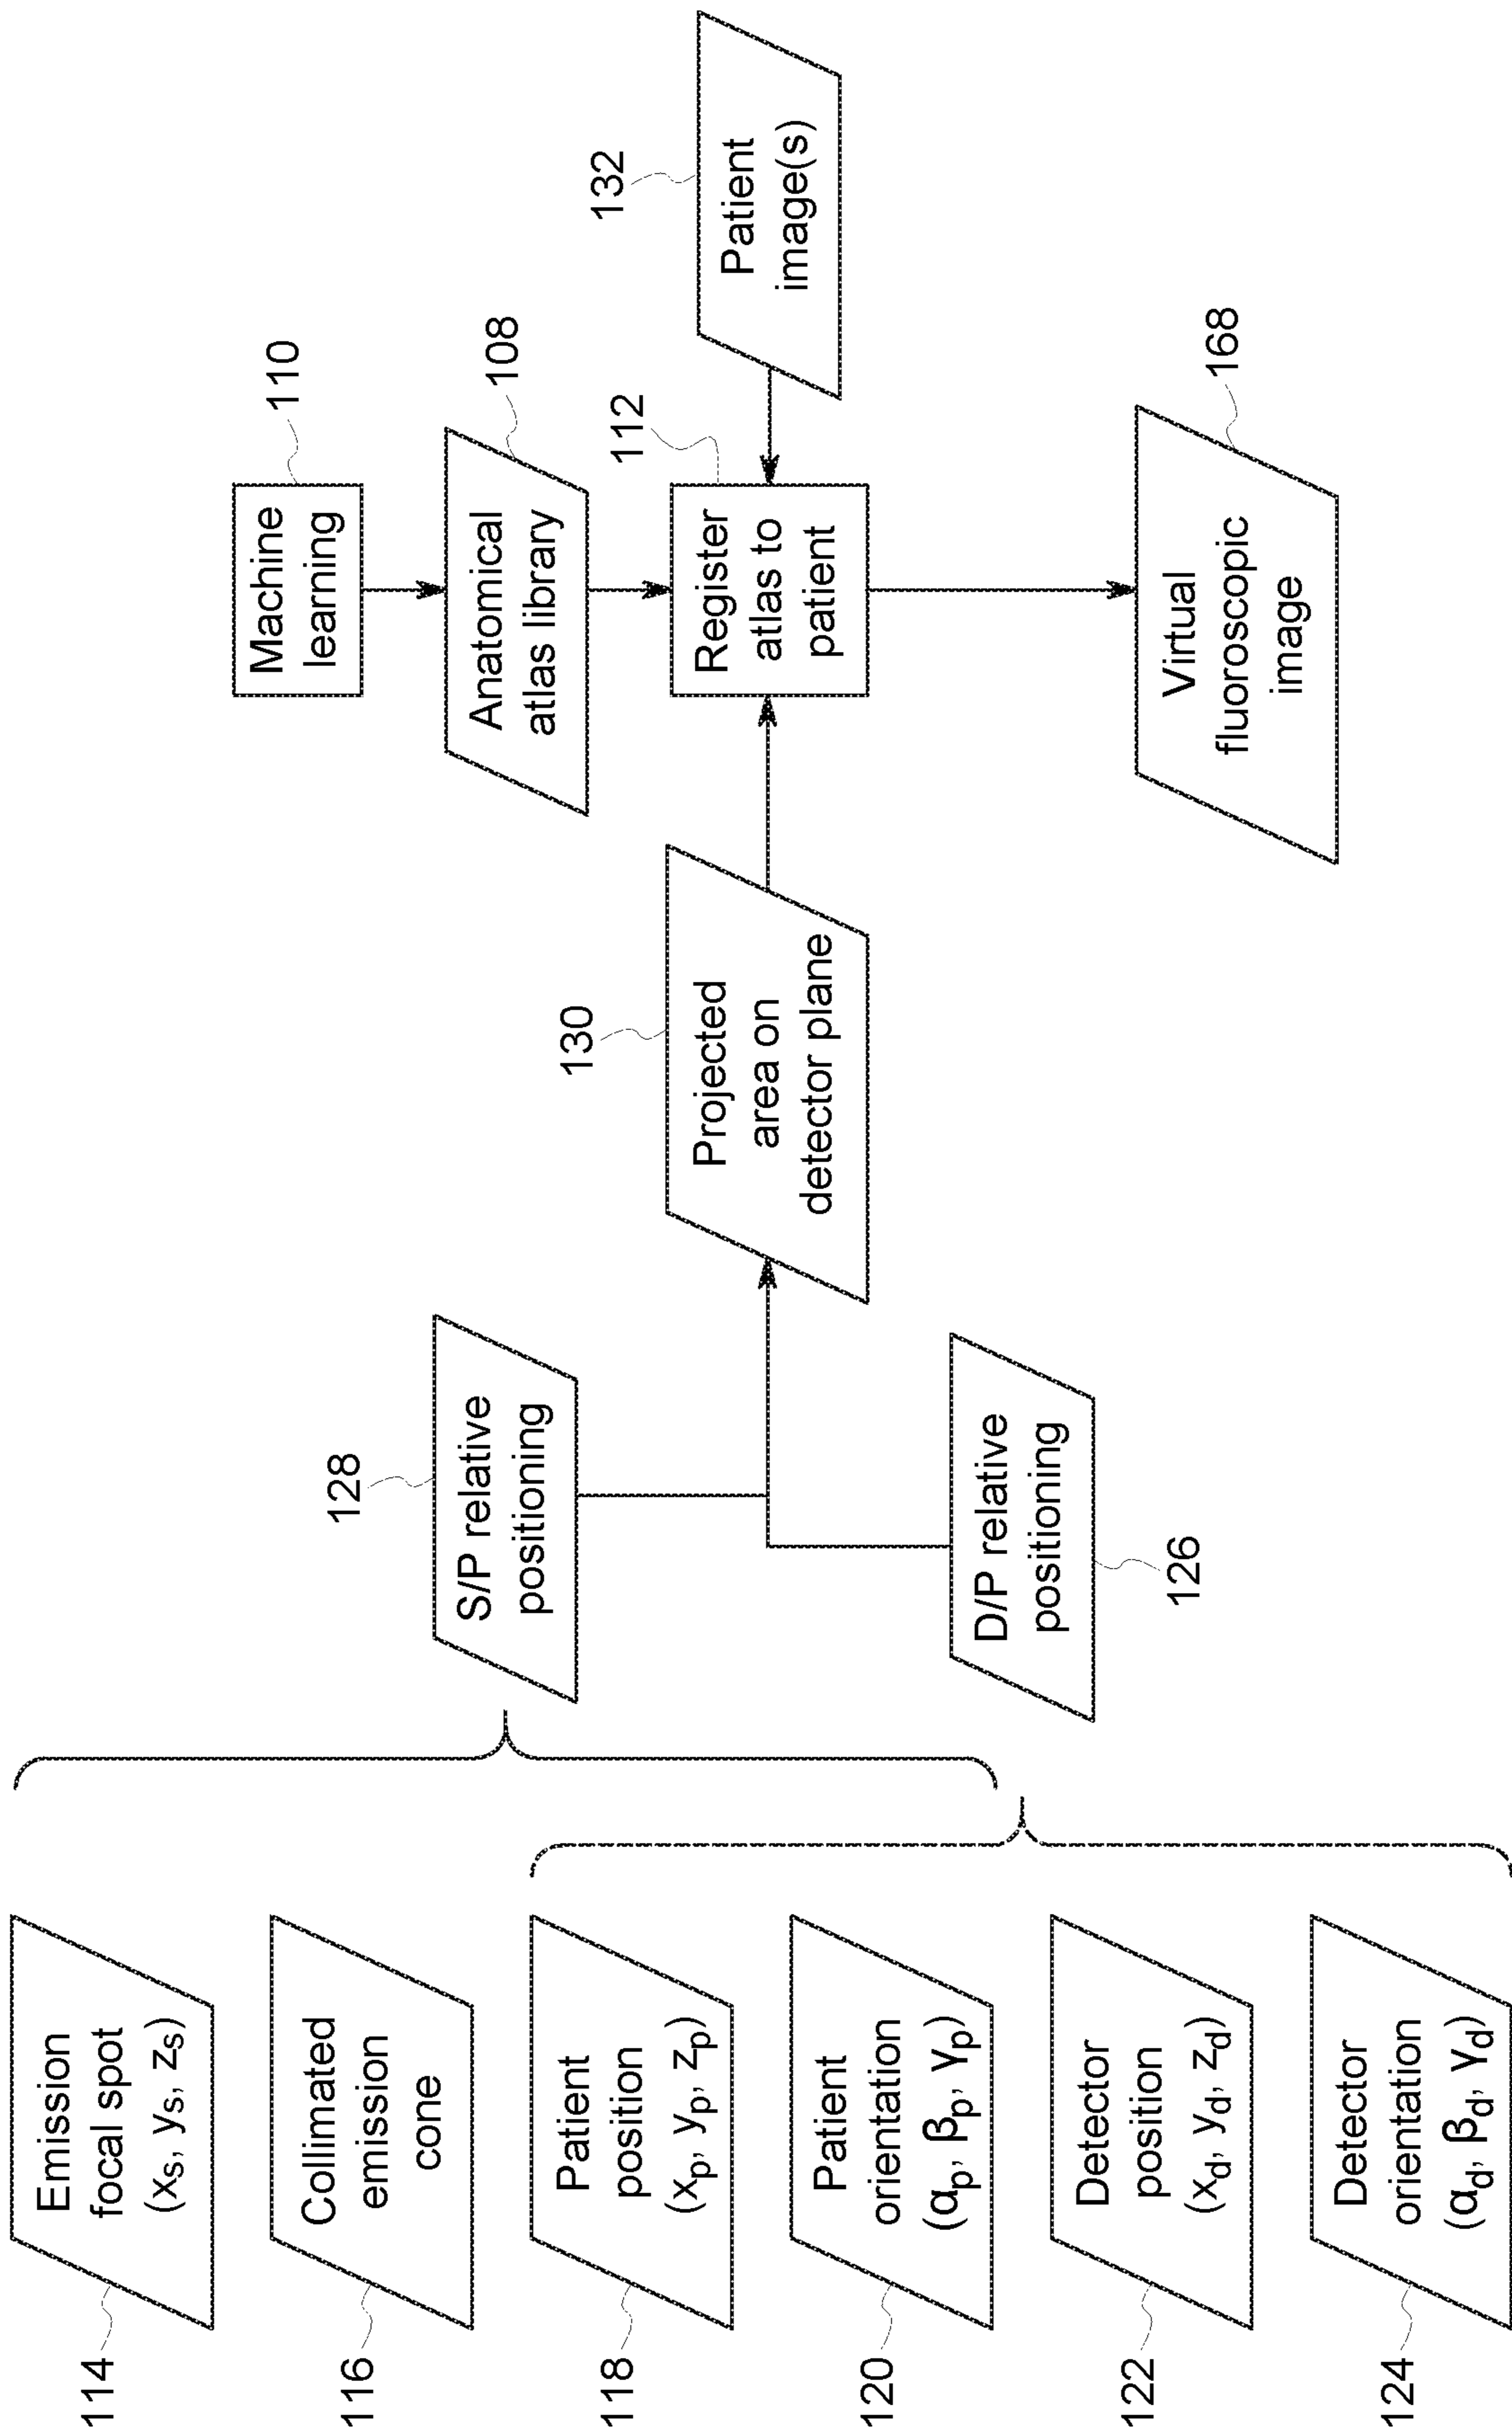 114
Emission
focal spot
(xs, ys, zs)
116
Collimated
emission
cone
118
Patient
position
(xp, yp, zp)
120
Patient
orientation
(αp, βp, γp)
122
Detector
position
(xd, yd, zd)
124
Detector
orientation
(αd, βd, γd)
128
S/P relative
positioning
D/P relative
positioning
126
130
Projected
area on
detector plane
110
Machine
learning
108
Anatomical
atlas library
112
Register
atlas to
patient
132
Patient
image(s)
168
Virtual
fluoroscopic
image